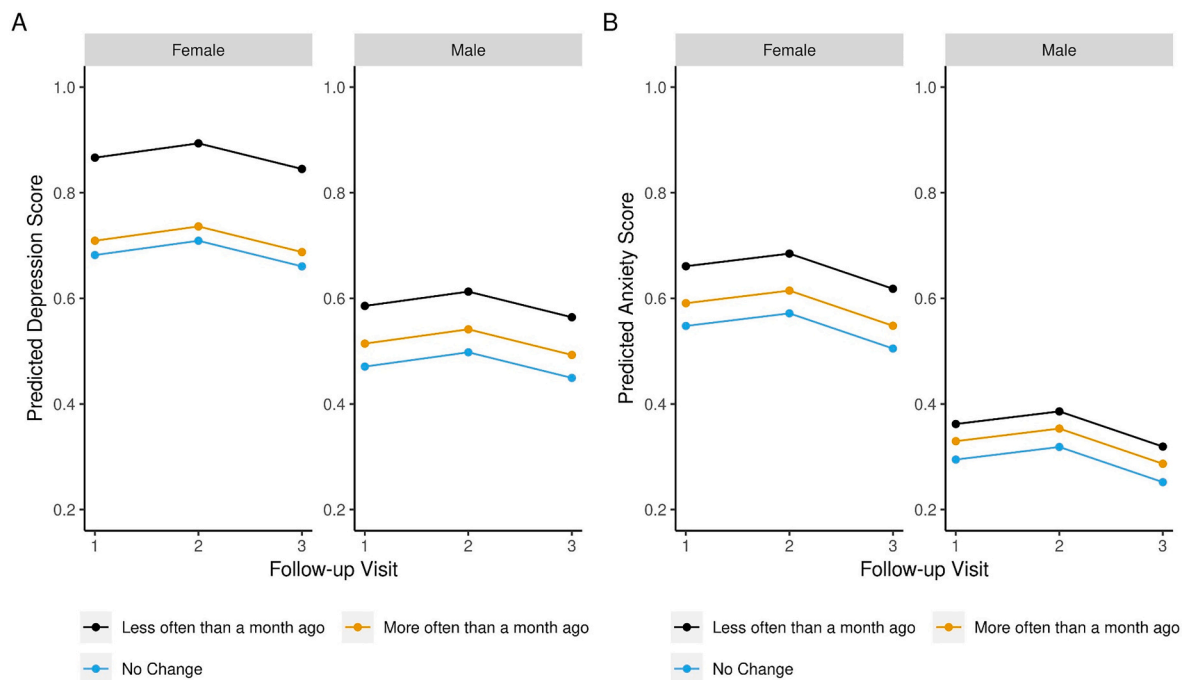 A
Female
Male
Predicted Depression Score
1.0
0.8
0.6
0.4
0.2
1.0
0.8
0.6
0.4
0.2
1 2 3
1 2 3
Follow-up Visit
Less often than a month ago
More often than a month ago
No Change
B
Female
Male
Predicted Anxiety Score
1.0
0.8
0.6
0.4
0.2
1.0
0.8
0.6
0.4
0.2
1 2 3
1 2 3
Follow-up Visit
Less often than a month ago
More often than a month ago
No Change